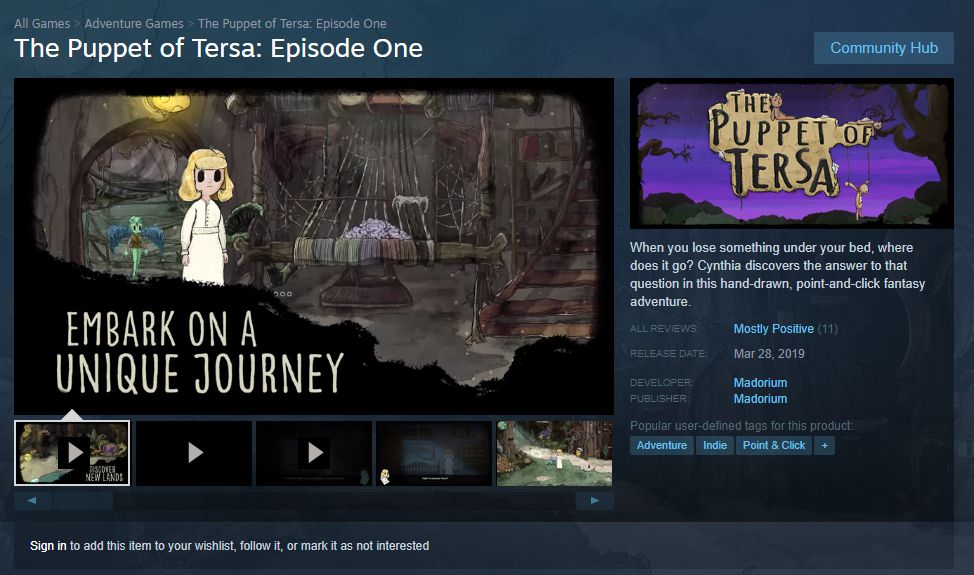 All Games > Adventure Games > The Puppet of Tersa: Episode One
The Puppet of Tersa: Episode One
Community Hub
EMBARK ON A
UNIQUE JOURNEY
DISCOVER
NEW LANDS
THE
PUPPET OF
TERSA
When you lose something under your bed, where
does it go? Cynthia discovers the answer to that
question in this hand-drawn, point-and-click fantasy
adventure.
ALL REVIEWS: Mostly Positive (11)
RELEASE DATE: Mar 28, 2019
DEVELOPER: Madorium
PUBLISHER: Madorium
Popular user-defined tags for this product:
Adventure Indie Point & Click +
Sign in to add this item to your wishlist, follow it, or mark it as not interested